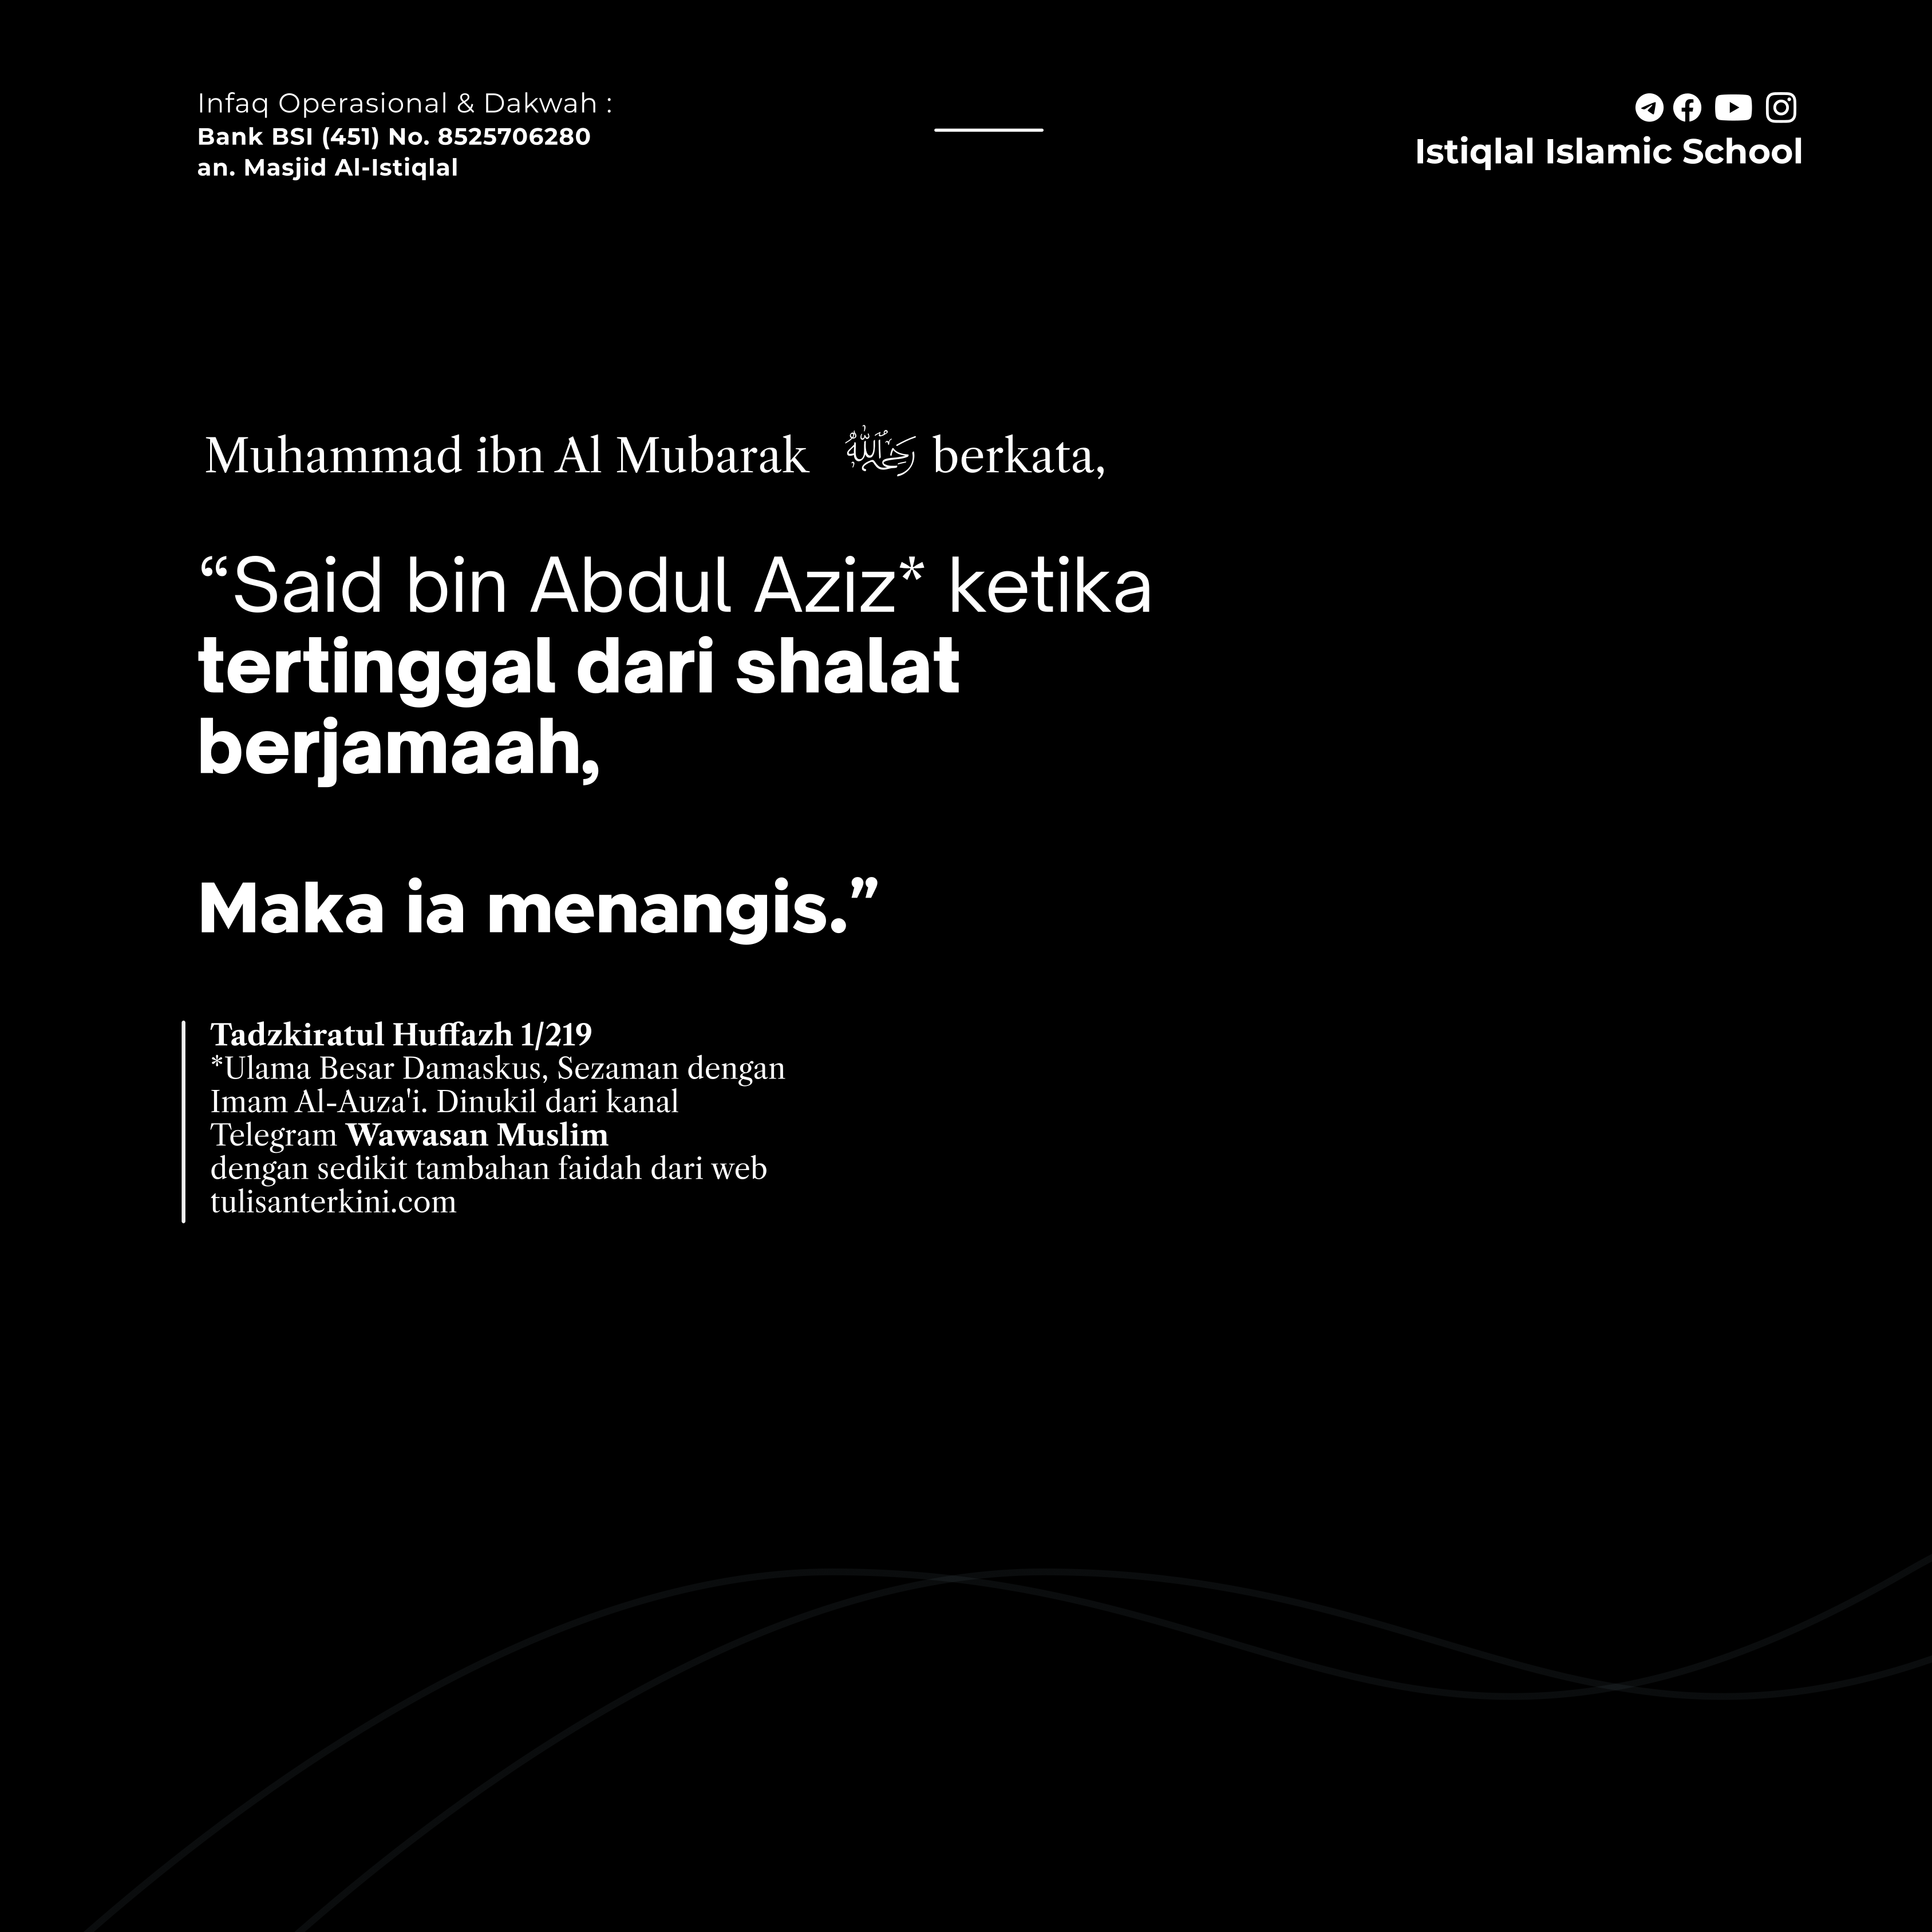 Infaq Operasional & Dakwah :
Bank BSI (451) No. 8525706280
an. Masjid Al-Istiqlal
Istiqlal Islamic School
Muhammad ibn Al Mubarak رَحِمَهُ اللهُ berkata,
“Said bin Abdul Aziz* ketika
tertinggal dari shalat
berjamaah,
Maka ia menangis.”
Tadzkiratul Huffazh 1/219
*Ulama Besar Damaskus, Sezaman dengan
Imam Al-Auza'i. Dinukil dari kanal
Telegram Wawasan Muslim
dengan sedikit tambahan faidah dari web
tulisanterkini.com